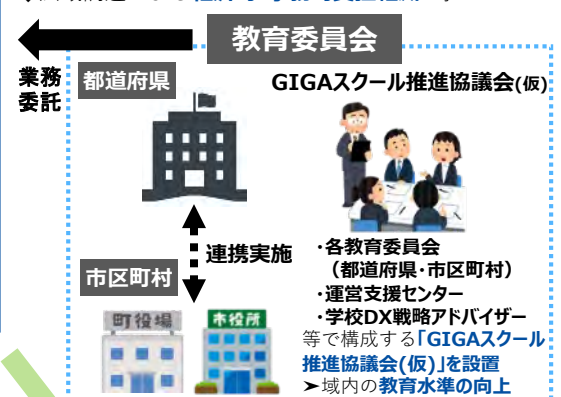 教育委員会
業務
委託
都道府県
GIGAスクール推進協議会(仮)
連携実施
市区町村
町役場
市役所
・各教育委員会
（都道府県・市区町村）
・運営支援センター
・学校DX戦略アドバイザー
等で構成する「GIGAスクール
推進協議会(仮)」を設置
➤域内の教育水準の向上